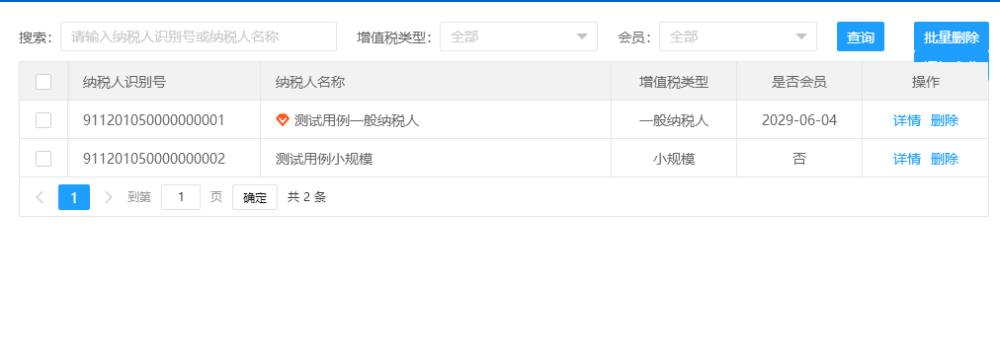 搜索： 请输入纳税人识别号或纳税人名称 增值税类型： 全部 会员： 全部 查询 批量删除
纳税人识别号 纳税人名称 增值税类型 是否会员 操作
911201050000000001 测试用例一般纳税人 一般纳税人 2029-06-04 详情 删除
911201050000000002 测试用例小规模 小规模 否 详情 删除
1 到第 1 页 确定 共 2 条